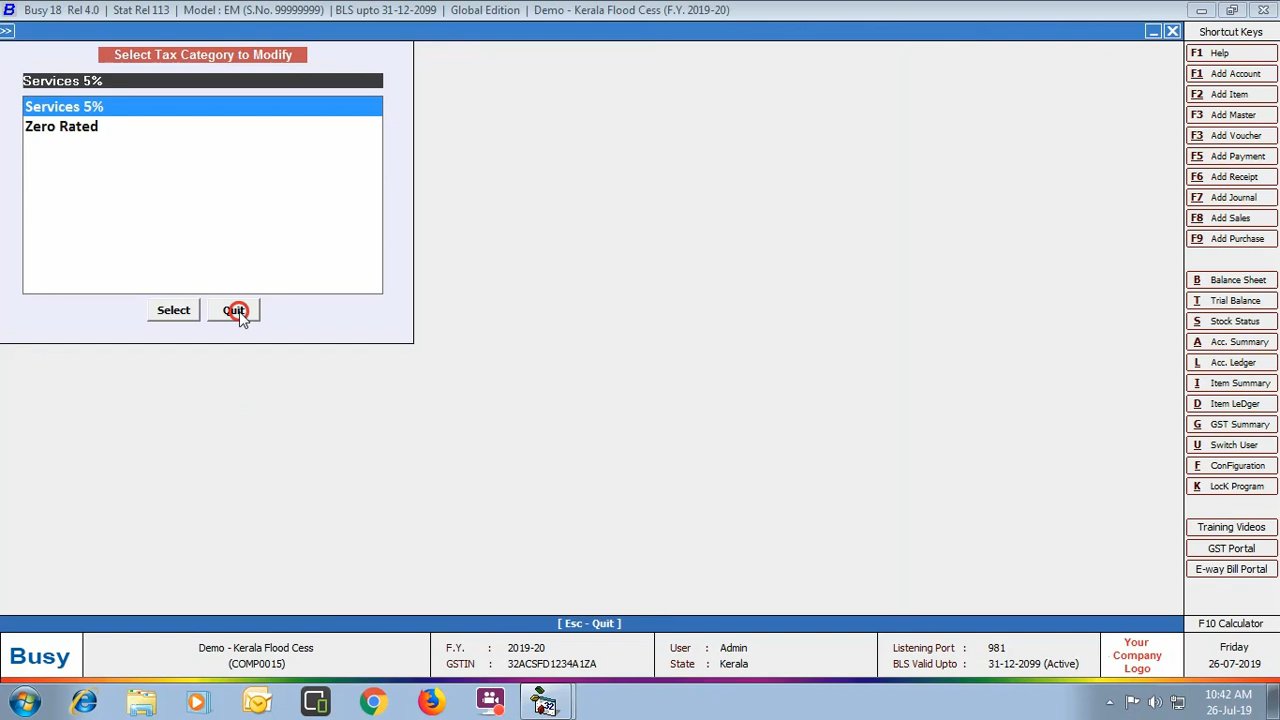 Busy 18 Rel 4.0 | Stat Rel 113 | Model : EM (S.No. 99999999) | BLS upto 31-12-2099 | Global Edition | Demo - Kerala Flood Cess (F.Y. 2019-20)
>>
Select Tax Category to Modify
Services 5%
Services 5%
Zero Rated
Select
Quit
Shortcut Keys
F1 Help
F1 Add Account
F2 Add Item
F3 Add Master
F3 Add Voucher
F5 Add Payment
F6 Add Receipt
F7 Add Journal
F8 Add Sales
F9 Add Purchase
B Balance Sheet
T Trial Balance
S Stock Status
A Acc. Summary
L Acc. Ledger
I Item Summary
D Item LeDger
G GST Summary
U Switch User
F ConFiguration
K LocK Program
Training Videos
GST Portal
E-way Bill Portal
F10 Calculator
[ Esc - Quit ]
Busy
Demo - Kerala Flood Cess
(COMP0015)
F.Y. : 2019-20
GSTIN : 32ACSFD1234A1ZA
User : Admin
State : Kerala
Listening Port : 981
BLS Valid Upto : 31-12-2099 (Active)
Your
Company
Logo
Friday
26-07-2019
32
10:42 AM
26-Jul-19